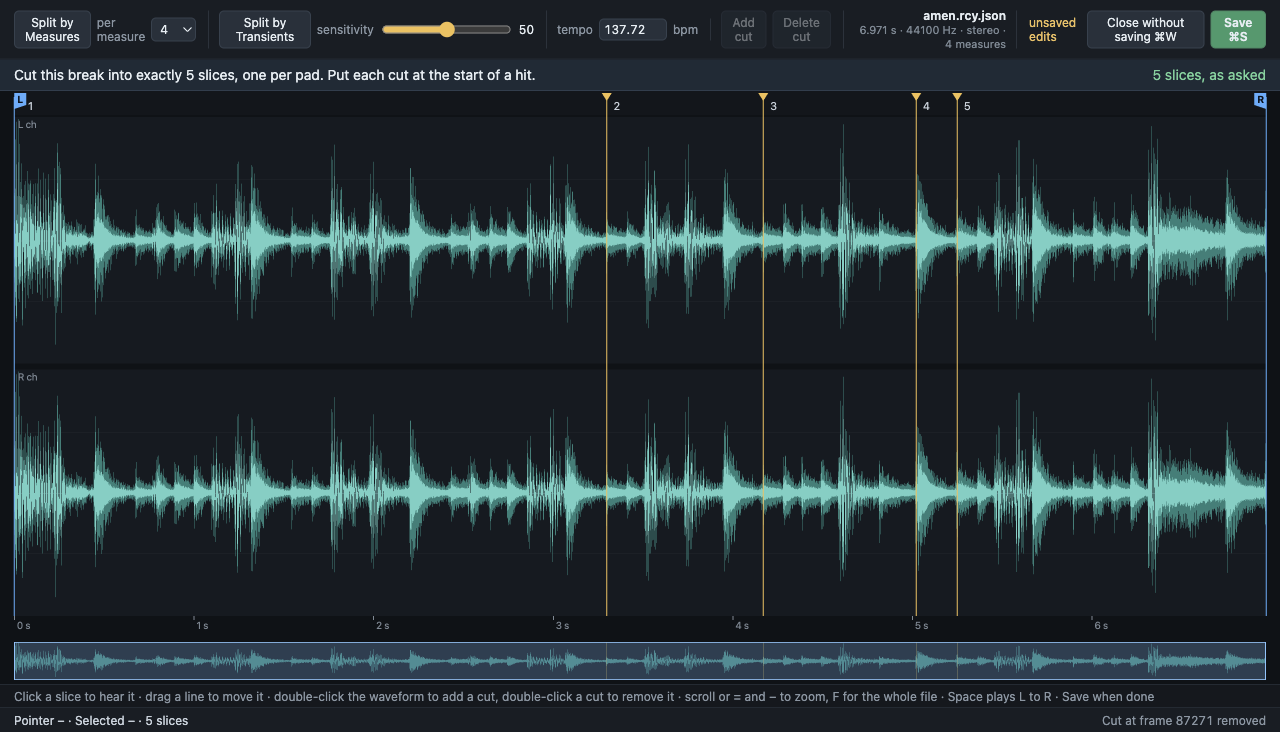 Split by Measures
per measure
4
Split by Transients
sensitivity
50
tempo
137.72
bpm
Add cut
Delete cut
amen.rcy.json
6.971 s · 44100 Hz · stereo · 4 measures
unsaved edits
Close without saving ⌘W
Save ⌘S
Cut this break into exactly 5 slices, one per pad. Put each cut at the start of a hit.
5 slices, as asked
L 1 2 3 4 5 R
L ch
R ch
0 s 1 s 2 s 3 s 4 s 5 s 6 s
Click a slice to hear it · drag a line to move it · double-click the waveform to add a cut, double-click a cut to remove it · scroll or = and − to zoom, F for the whole file · Space plays L to R · Save when done
Pointer – · Selected – · 5 slices
Cut at frame 87271 removed